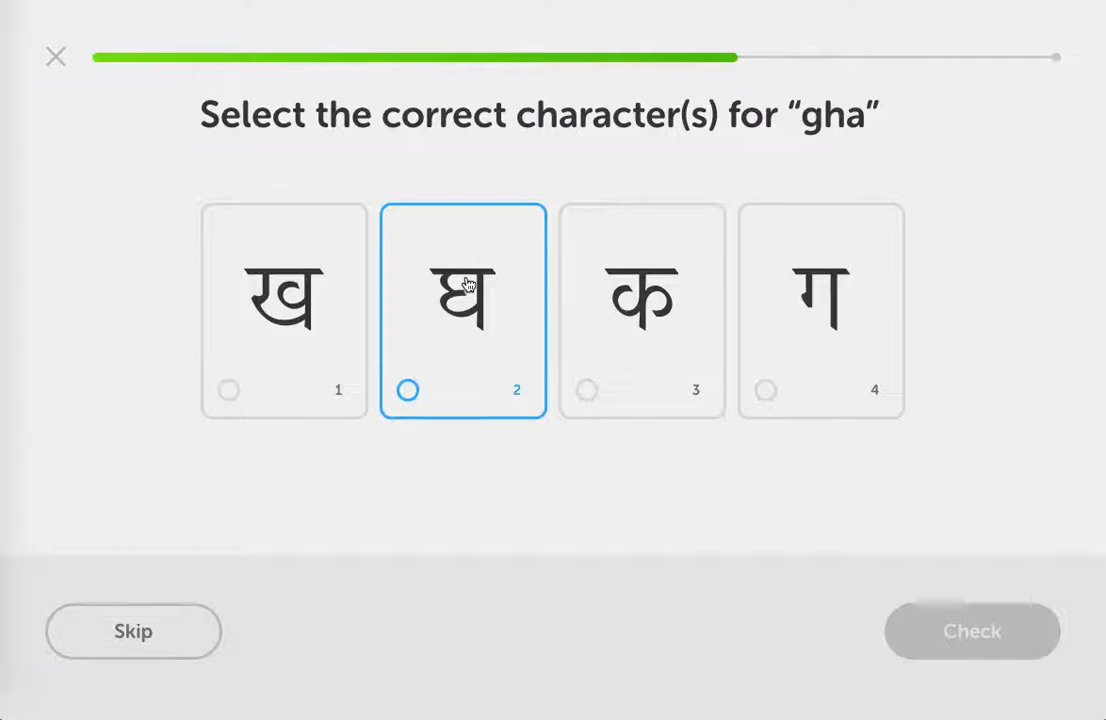 Select the correct character(s) for “gha”
ख घ क ग
1 2 3 4
Skip Check